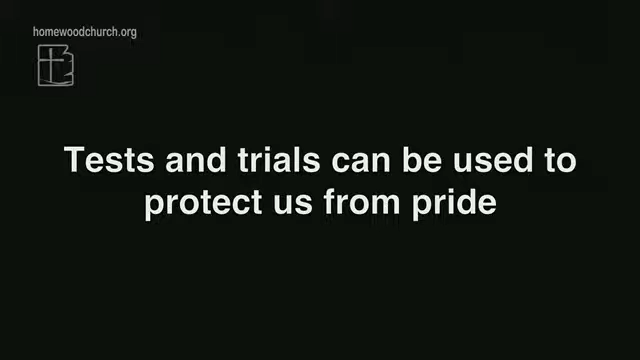 homewoodchurch.org
Tests and trials can be used to
protect us from pride